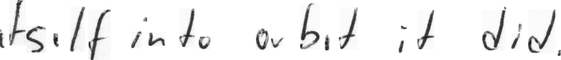 itself into orbit it did.